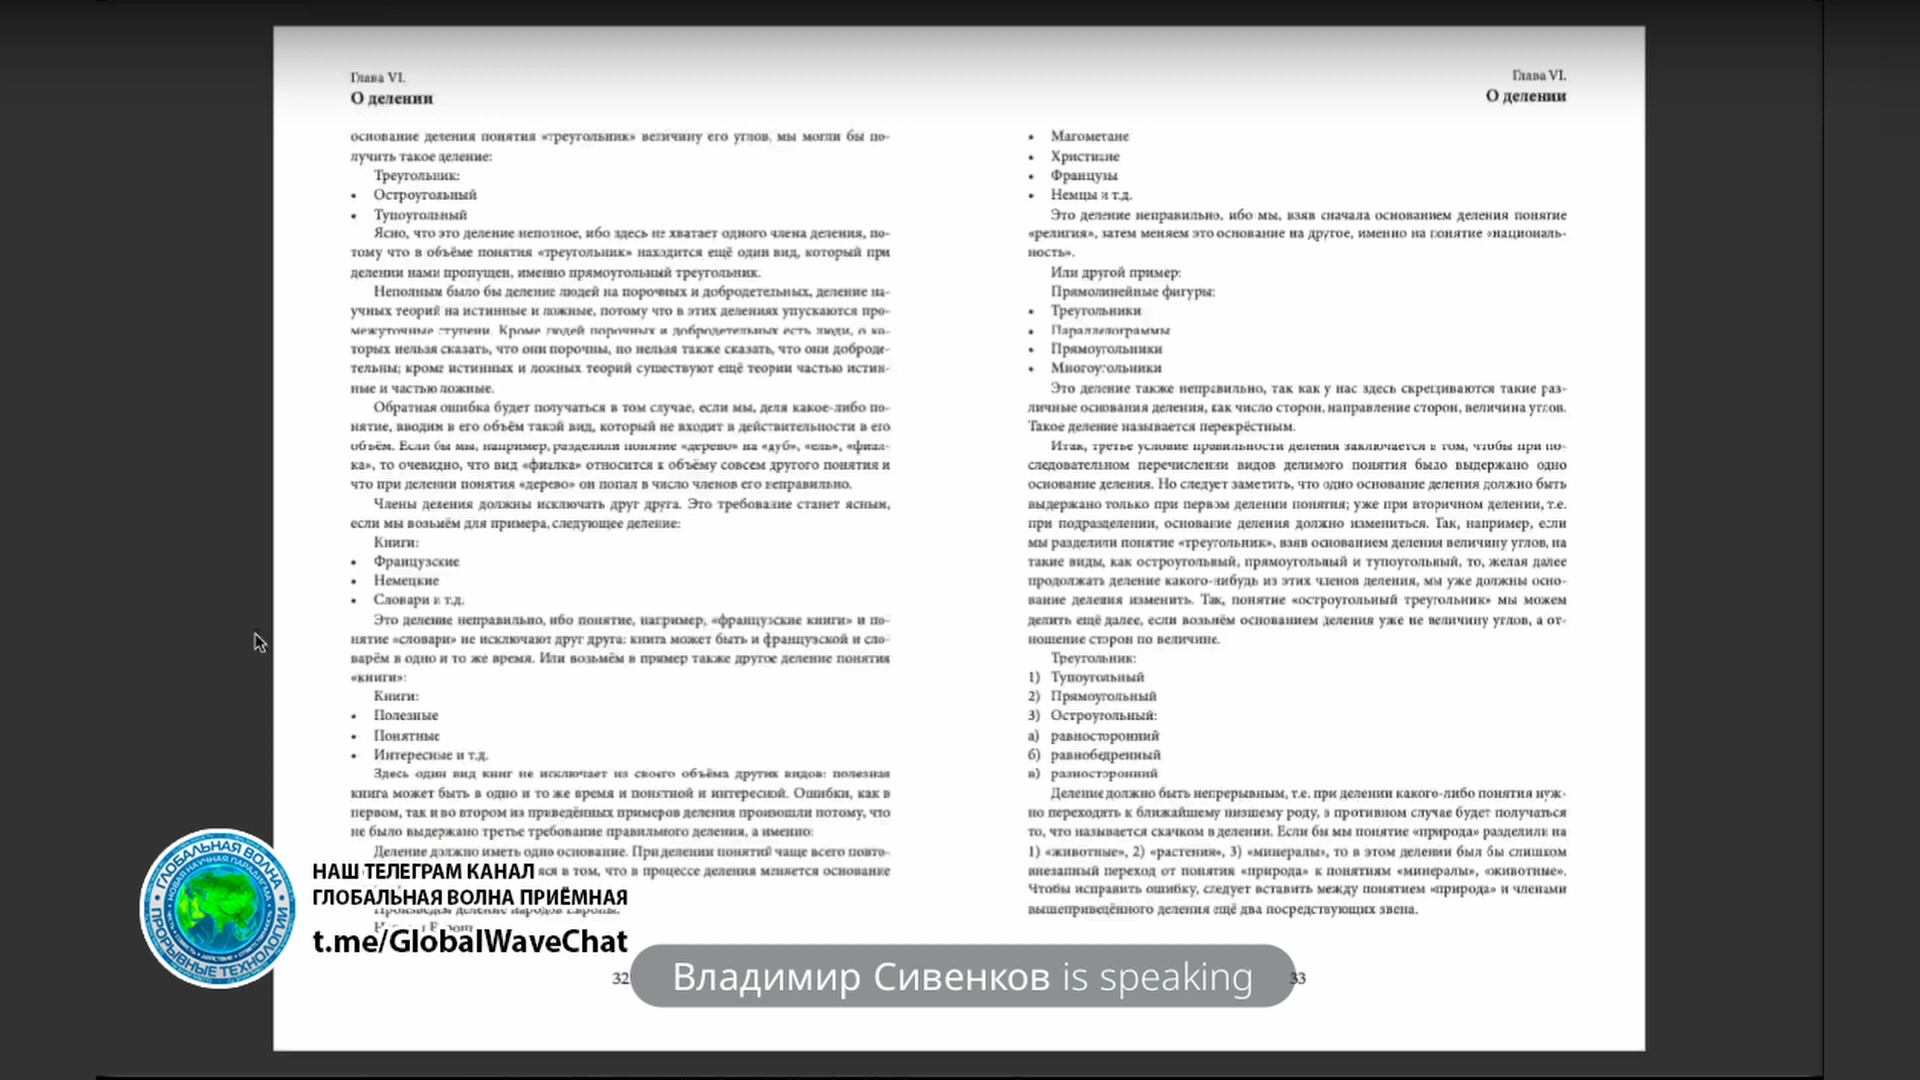 Глава VI.
О делении
основание деления понятия «треугольник» величину его углов, мы могли бы по-
лучить такое деление:
Треугольник:
• Остроугольный
• Тупоугольный
Ясно, что это деление неполное, ибо здесь не хватает одного члена деления, по-
тому что в объёме понятия «треугольник» находится ещё один вид, который при
делении нами пропущен, именно прямоугольный треугольник.
Неполным было бы деление людей на порочных и добродетельных, деление на-
учных теорий на истинные и ложные, потому что в этих делениях упускаются про-
межуточные ступени. Кроме людей порочных и добродетельных есть люди, о ко-
торых нельзя сказать, что они порочны, но нельзя также сказать, что они доброде-
тельны; кроме истинных и ложных теорий существуют ещё теории частью истин-
ные и частью ложные.
Обратная ошибка будет получаться в том случае, если мы, деля какое-либо по-
нятие, вводим в его объём такой вид, который не входит в действительности в его
объём. Если бы мы, например, разделили понятие «дерево» на «дуб», «ель», «фиал-
ка», то очевидно, что вид «фиалка» относится к объёму совсем другого понятия и
что при делении понятия «дерево» он попал в число членов его неправильно.
Члены деления должны исключать друг друга. Это требование станет ясным,
если мы возьмём для примера, следующее деление:
Книги:
• Французские
• Немецкие
• Словари и т.д.
Это деление неправильно, ибо понятие, например, «французские книги» и по-
нятие «словари» не исключают друг друга: книга может быть и французской и сло-
варём в одно и то же время. Или возьмём в пример также другое деление понятия
«книги»:
Книги:
• Полезные
• Понятные
• Интересные и т.д.
Здесь один вид книг не исключает из своего объёма других видов: полезная
книга может быть в одно и то же время и понятной и интересной. Ошибки, как в
первом, так и во втором из приведённых примеров деления произошли потому, что
не было выдержано третье требование правильного деления, а именно:
Деление должно иметь одно основание. При делении понятий чаще всего повто-
яся в том, что в процессе деления меняется основание
Произведя деление народов Европы:
32
Глава VI.
О делении
• Магометане
• Христиане
• Французы
• Немцы и т.д.
Это деление неправильно, ибо мы, взяв сначала основанием деления понятие
«религия», затем меняем это основание на другое, именно на понятие «националь-
ность».
Или другой пример:
Прямолинейные фигуры:
• Треугольники
• Параллелограммы
• Прямоугольники
• Многоугольники
Это деление также неправильно, так как у нас здесь скрещиваются такие раз-
личные основания деления, как число сторон, направление сторон, величина углов.
Такое деление называется перекрёстным.
Итак, третье условие правильности деления заключается в том, чтобы при по-
следовательном перечислении видов делимого понятия было выдержано одно
основание деления. Но следует заметить, что одно основание деления должно быть
выдержано только при первом делении понятия; уже при вторичном делении, т.е.
при подразделении, основание деления должно измениться. Так, например, если
мы разделили понятие «треугольник», взяв основанием деления величину углов, на
такие виды, как остроугольный, прямоугольный и тупоугольный, то, желая далее
продолжать деление какого-нибудь из этих членов деления, мы уже должны осно-
вание деления изменить. Так, понятие «остроугольный треугольник» мы можем
делить ещё далее, если возьмём основанием деления уже не величину углов, а от-
ношение сторон по величине.
Треугольник:
1) Тупоугольный
2) Прямоугольный
3) Остроугольный:
а) равносторонний
б) равнобедренный
в) разносторонний
Деление должно быть непрерывным, т.е. при делении какого-либо понятия нуж-
но переходить к ближайшему низшему роду, в противном случае будет получаться
то, что называется скачком в делении. Если бы мы понятие «природа» разделили на
1) «животные», 2) «растения», 3) «минералы», то в этом делении был бы слишком
внезапный переход от понятия «природа» к понятиям «минералы», «животные».
Чтобы исправить ошибку, следует вставить между понятием «природа» и членами
вышеприведённого деления ещё два посредствующих звена.
33
ГЛОБАЛЬНАЯ ВОЛНА
НОВАЯ НАУЧНАЯ ПАРАДИГМА
ПРОРЫВНЫЕ ТЕХНОЛОГИИ
НАШ ТЕЛЕГРАМ КАНАЛ
ГЛОБАЛЬНАЯ ВОЛНА ПРИЁМНАЯ
t.me/GlobalWaveChat
Владимир Сивенков is speaking